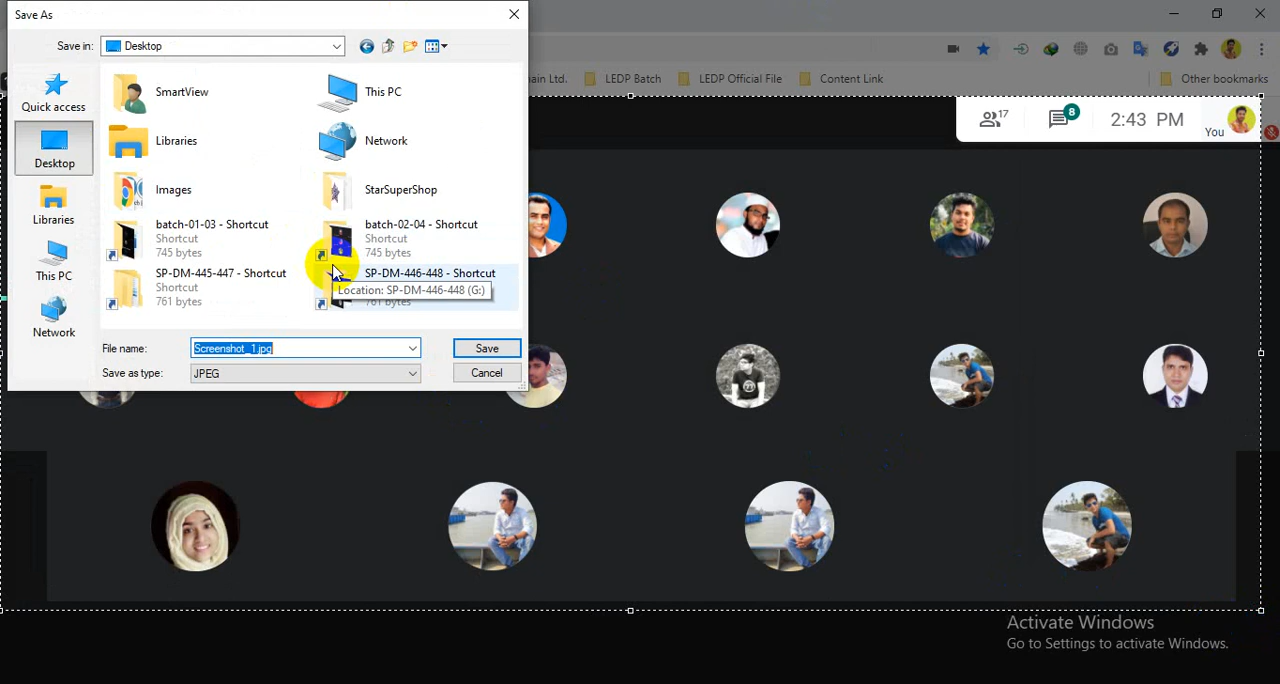 Save As
Save in:
Desktop
Quick access
Desktop
Libraries
This PC
Network
SmartView
This PC
Libraries
Network
Images
StarSuperShop
batch-01-03 - Shortcut
Shortcut
745 bytes
batch-02-04 - Shortcut
Shortcut
745 bytes
SP-DM-445-447 - Shortcut
Shortcut
761 bytes
SP-DM-446-448 - Shortcut
Location: SP-DM-446-448 (G:)
761 bytes
File name:
Screenshot_1.jpg
Save
Save as type:
JPEG
Cancel
Ltd.
LEDP Batch
LEDP Official File
Content Link
Other bookmarks
17
8
2:43 PM
You
Activate Windows
Go to Settings to activate Windows.